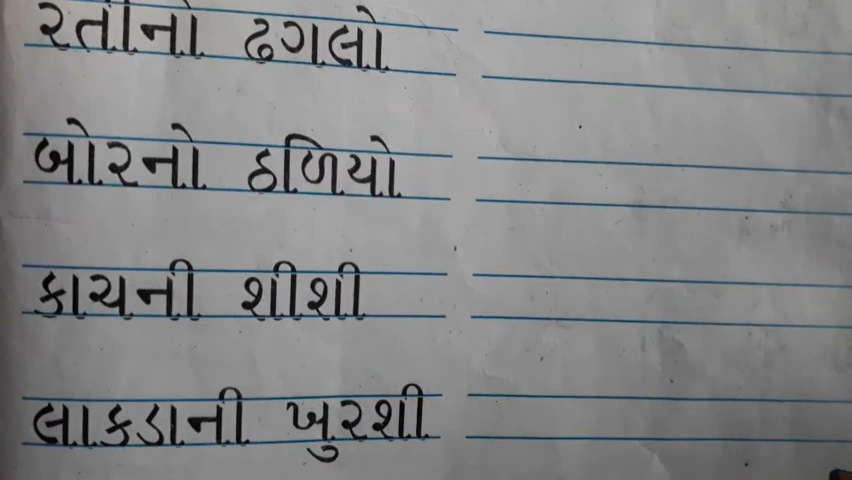 રતીનો ઢગલો
બોરનો ઠળિયો
કાચની શીશી
લાકડાની ખુરશી